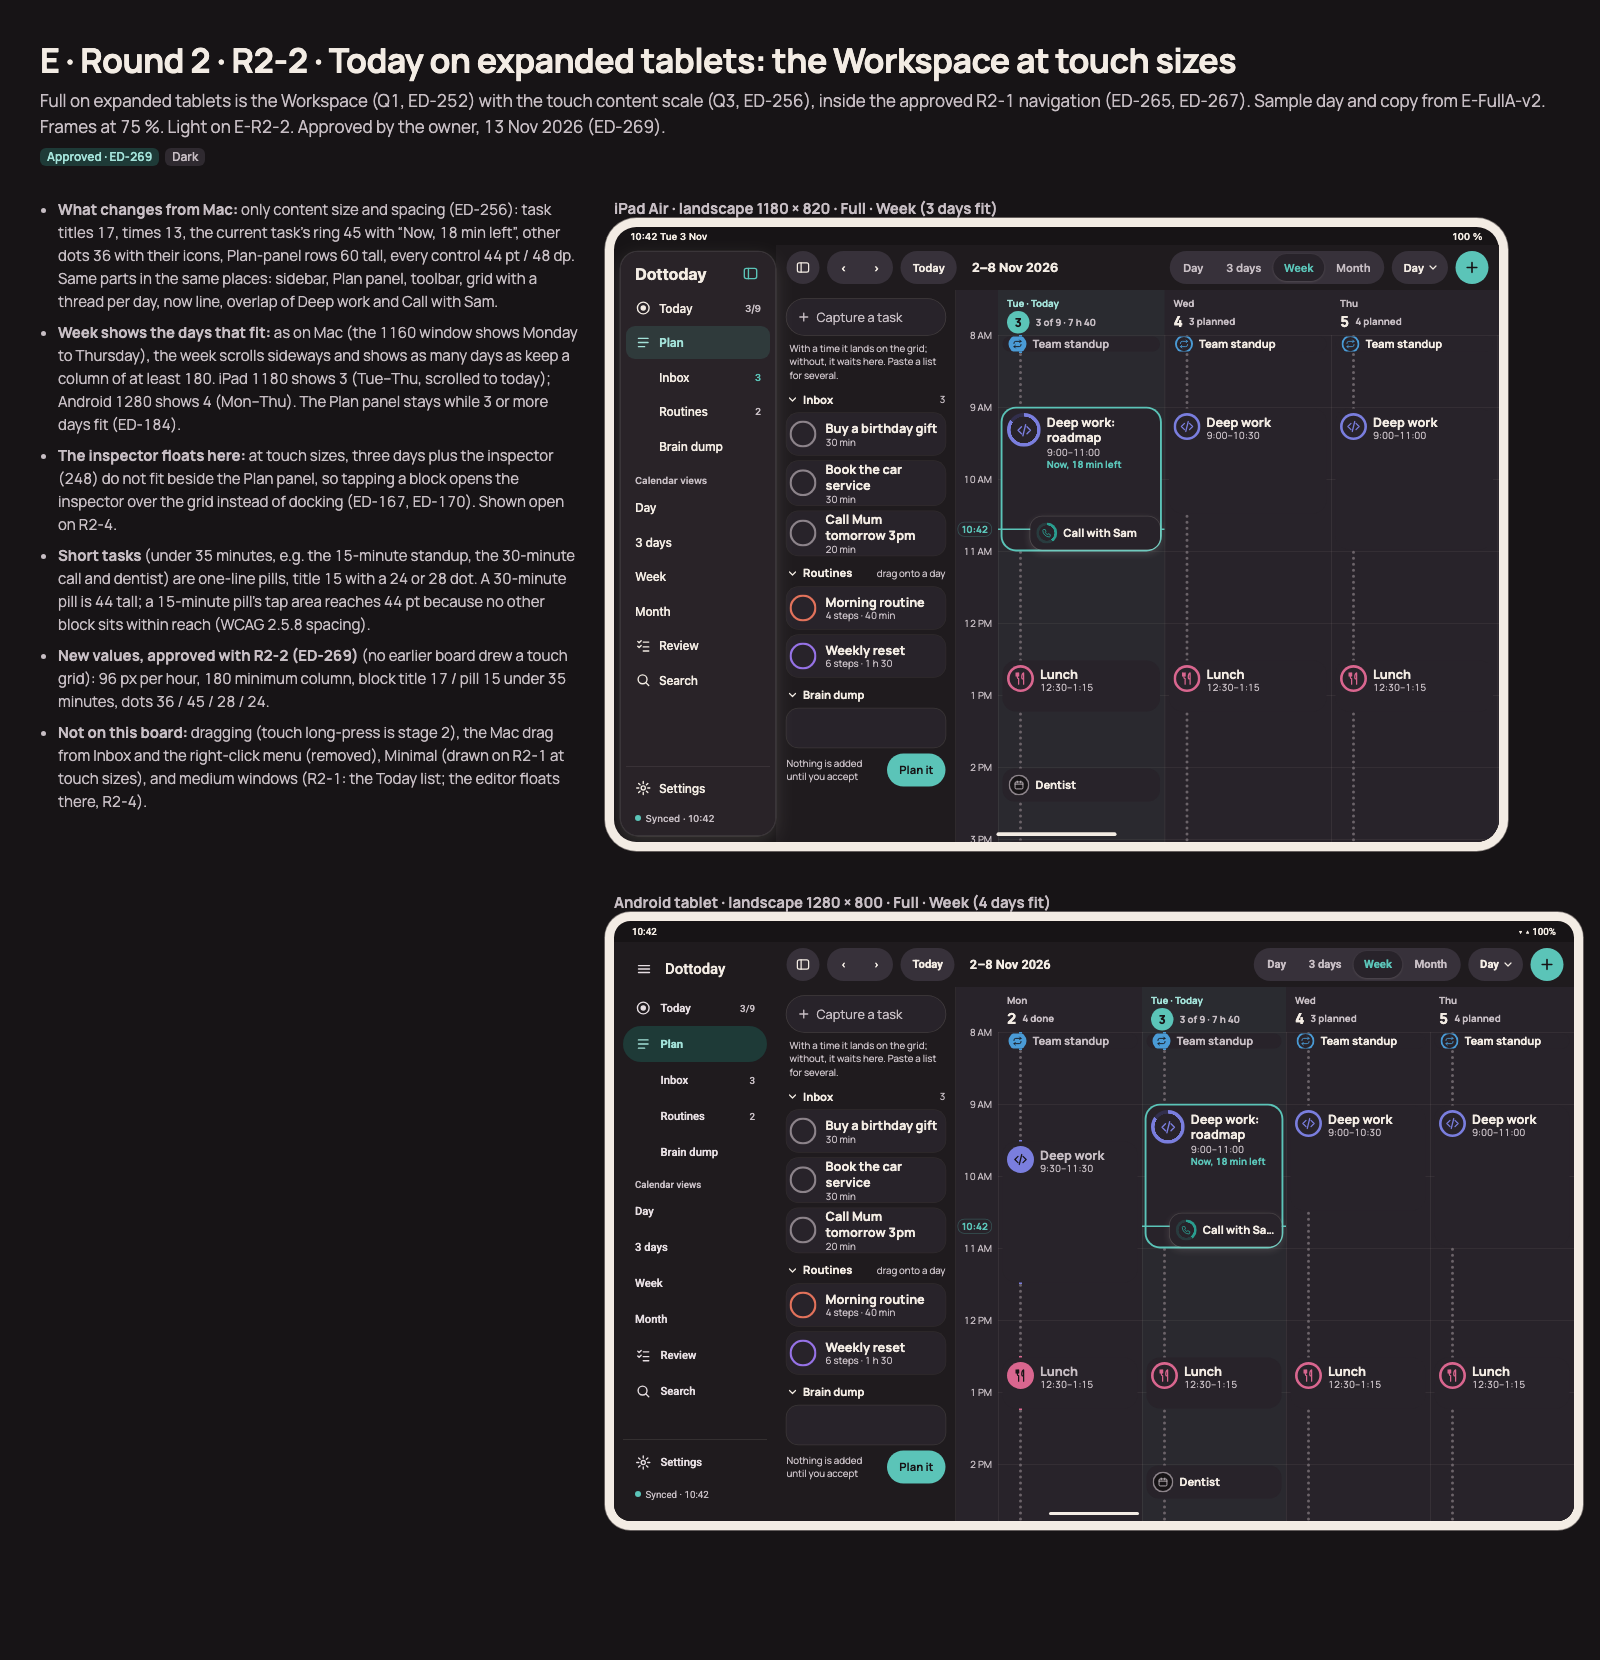 E · Round 2 · R2-2 · Today on expanded tablets: the Workspace at touch sizes
Full on expanded tablets is the Workspace (Q1, ED-252) with the touch content scale (Q3, ED-256), inside the approved R2-1 navigation (ED-265, ED-267). Sample day and copy from E-FullA-v2.
Frames at 75 %. Light on E-R2-2. Approved by the owner, 13 Nov 2026 (ED-269).
Approved · ED-269
Dark
• What changes from Mac: only content size and spacing (ED-256): task
titles 17, times 13, the current task's ring 45 with "Now, 18 min left", other
dots 36 with their icons, Plan-panel rows 60 tall, every control 44 pt / 48 dp.
Same parts in the same places: sidebar, Plan panel, toolbar, grid with a
thread per day, now line, overlap of Deep work and Call with Sam.
• Week shows the days that fit: as on Mac (the 1160 window shows Monday
to Thursday), the week scrolls sideways and shows as many days as keep a
column of at least 180. iPad 1180 shows 3 (Tue–Thu, scrolled to today);
Android 1280 shows 4 (Mon–Thu). The Plan panel stays while 3 or more
days fit (ED-184).
• The inspector floats here: at touch sizes, three days plus the inspector
(248) do not fit beside the Plan panel, so tapping a block opens the
inspector over the grid instead of docking (ED-167, ED-170). Shown open
on R2-4.
• Short tasks (under 35 minutes, e.g. the 15-minute standup, the 30-minute
call and dentist) are one-line pills, title 15 with a 24 or 28 dot. A 30-minute
pill is 44 tall; a 15-minute pill's tap area reaches 44 pt because no other
block sits within reach (WCAG 2.5.8 spacing).
• New values, approved with R2-2 (ED-269) (no earlier board drew a touch
grid): 96 px per hour, 180 minimum column, block title 17 / pill 15 under 35
minutes, dots 36 / 45 / 28 / 24.
• Not on this board: dragging (touch long-press is stage 2), the Mac drag
from Inbox and the right-click menu (removed), Minimal (drawn on R2-1 at
touch sizes), and medium windows (R2-1: the Today list; the editor floats
there, R2-4).
iPad Air · landscape 1180 × 820 · Full · Week (3 days fit)
10:42 Tue 3 Nov
100 %
Dottoday
Today 3/9
Plan
Inbox 3
Routines 2
Brain dump
Calendar views
Day
3 days
Week
Month
Review
Search
Settings
Synced · 10:42
‹ ›
Today
2–8 Nov 2026
Day 3 days Week Month
Day
+
+ Capture a task
With a time it lands on the grid;
without, it waits here. Paste a list
for several.
Inbox 3
Buy a birthday gift
30 min
Book the car
service
30 min
Call Mum
tomorrow 3pm
20 min
Routines drag onto a day
Morning routine
4 steps · 40 min
Weekly reset
6 steps · 1 h 30
Brain dump
Nothing is added
until you accept
Plan it
8 AM
9 AM
10 AM
10:42
11 AM
12 PM
1 PM
2 PM
3 PM
Tue · Today
3 3 of 9 · 7 h 40
Team standup
Deep work:
roadmap
9:00–11:00
Now, 18 min left
Call with Sam
Lunch
12:30–1:15
Dentist
Wed
4 3 planned
Team standup
Deep work
9:00–10:30
Lunch
12:30–1:15
Thu
5 4 planned
Team standup
Deep work
9:00–11:00
Lunch
12:30–1:15
Android tablet · landscape 1280 × 800 · Full · Week (4 days fit)
10:42
100%
Dottoday
Today 3/9
Plan
Inbox 3
Routines 2
Brain dump
Calendar views
Day
3 days
Week
Month
Review
Search
Settings
Synced · 10:42
‹ ›
Today
2–8 Nov 2026
Day 3 days Week Month
Day
+
+ Capture a task
With a time it lands on the grid;
without, it waits here. Paste a list
for several.
Inbox 3
Buy a birthday gift
30 min
Book the car
service
30 min
Call Mum
tomorrow 3pm
20 min
Routines drag onto a day
Morning routine
4 steps · 40 min
Weekly reset
6 steps · 1 h 30
Brain dump
Nothing is added
until you accept
Plan it
8 AM
9 AM
10 AM
10:42
11 AM
12 PM
1 PM
2 PM
Mon
2 4 done
Team standup
Deep work
9:30–11:30
Lunch
12:30–1:15
Tue · Today
3 3 of 9 · 7 h 40
Team standup
Deep work:
roadmap
9:00–11:00
Now, 18 min left
Call with Sa...
Lunch
12:30–1:15
Dentist
Wed
4 3 planned
Team standup
Deep work
9:00–10:30
Lunch
12:30–1:15
Thu
5 4 planned
Team standup
Deep work
9:00–11:00
Lunch
12:30–1:15